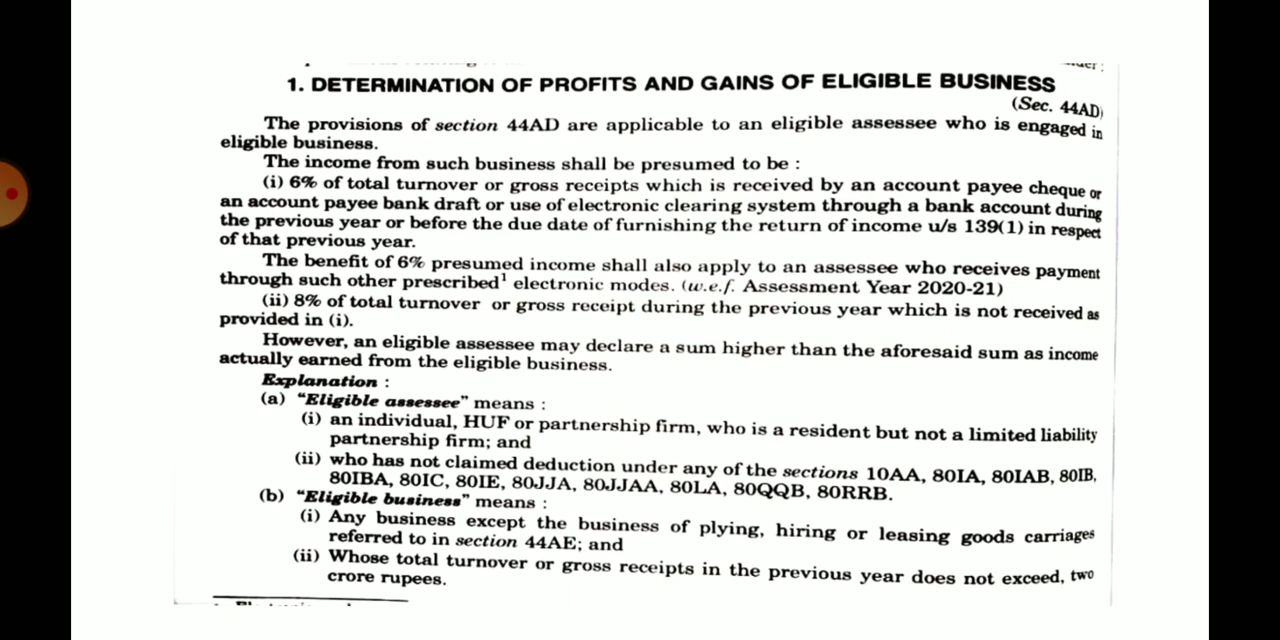 1. DETERMINATION OF PROFITS AND GAINS OF ELIGIBLE BUSINESS
(Sec. 44AD)
The provisions of section 44AD are applicable to an eligible assessee who is engaged in
eligible business.
The income from such business shall be presumed to be :
(i) 6% of total turnover or gross receipts which is received by an account payee cheque or
an account payee bank draft or use of electronic clearing system through a bank account during
the previous year or before the due date of furnishing the return of income u/s 139(1) in respect
of that previous year.
The benefit of 6% presumed income shall also apply to an assessee who receives payment
through such other prescribed¹ electronic modes. (w.e.f. Assessment Year 2020-21)
(ii) 8% of total turnover or gross receipt during the previous year which is not received as
provided in (i).
However, an eligible assessee may declare a sum higher than the aforesaid sum as income
actually earned from the eligible business.
Explanation :
(a) "Eligible assessee" means :
(i) an individual, HUF or partnership firm, who is a resident but not a limited liability
partnership firm; and
(ii) who has not claimed deduction under any of the sections 10AA, 80IA, 80IAB, 80IB,
80IBA, 80IC, 80IE, 80JJA, 80JJAA, 80LA, 80QQB, 80RRB.
(b) "Eligible business" means :
(i) Any business except the business of plying, hiring or leasing goods carriages
referred to in section 44AE; and
(ii) Whose total turnover or gross receipts in the previous year does not exceed, two
crore rupees.